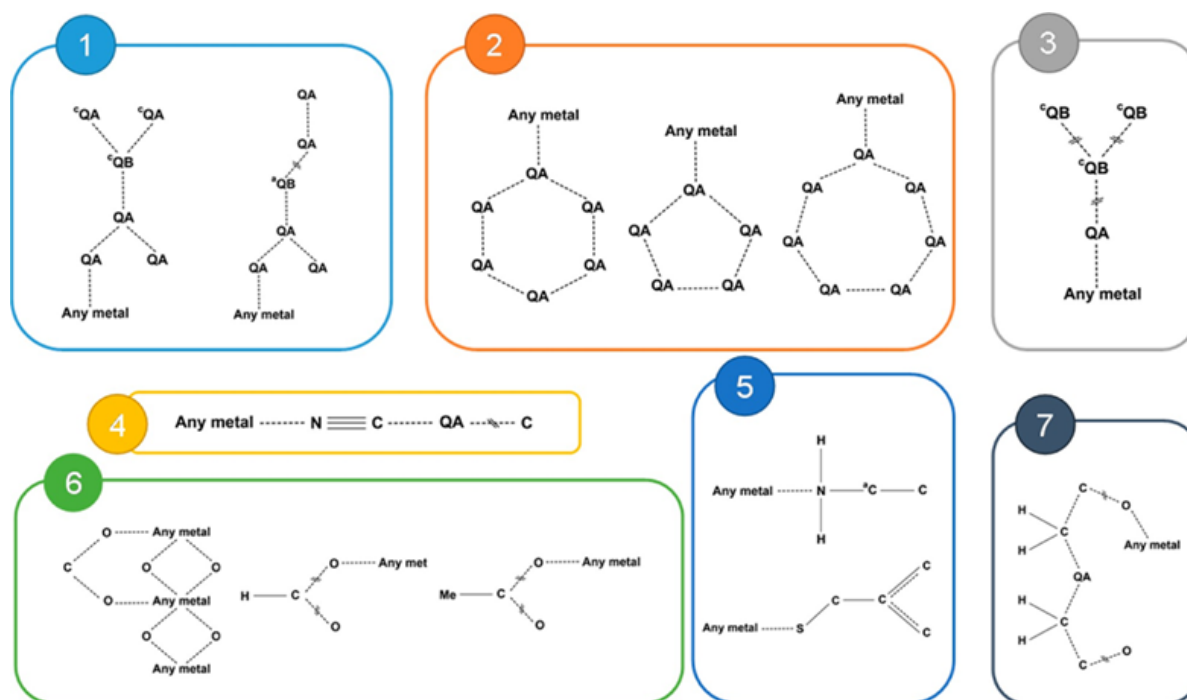 1
QA
cQA cQA
QA
cQB
aQB
QA
QA
QA QA
QA QA
Any metal
Any metal
2
Any metal
Any metal
Any metal
QA
QA
QA
QA QA
QA QA
QA QA
QA QA
QA QA
QA QA
QA
QA QA
3
cQB cQB
cQB
QA
Any metal
4
Any metal N C QA C
5
H
Any metal N aC C
H
C
C C
Any metal S
C
6
O Any metal
C O O
O Any metal
O O
Any metal
O Any met
H C
O
O Any metal
Me C
O
7
C
O
H
C
H
Any metal
QA
H
C
H
C O